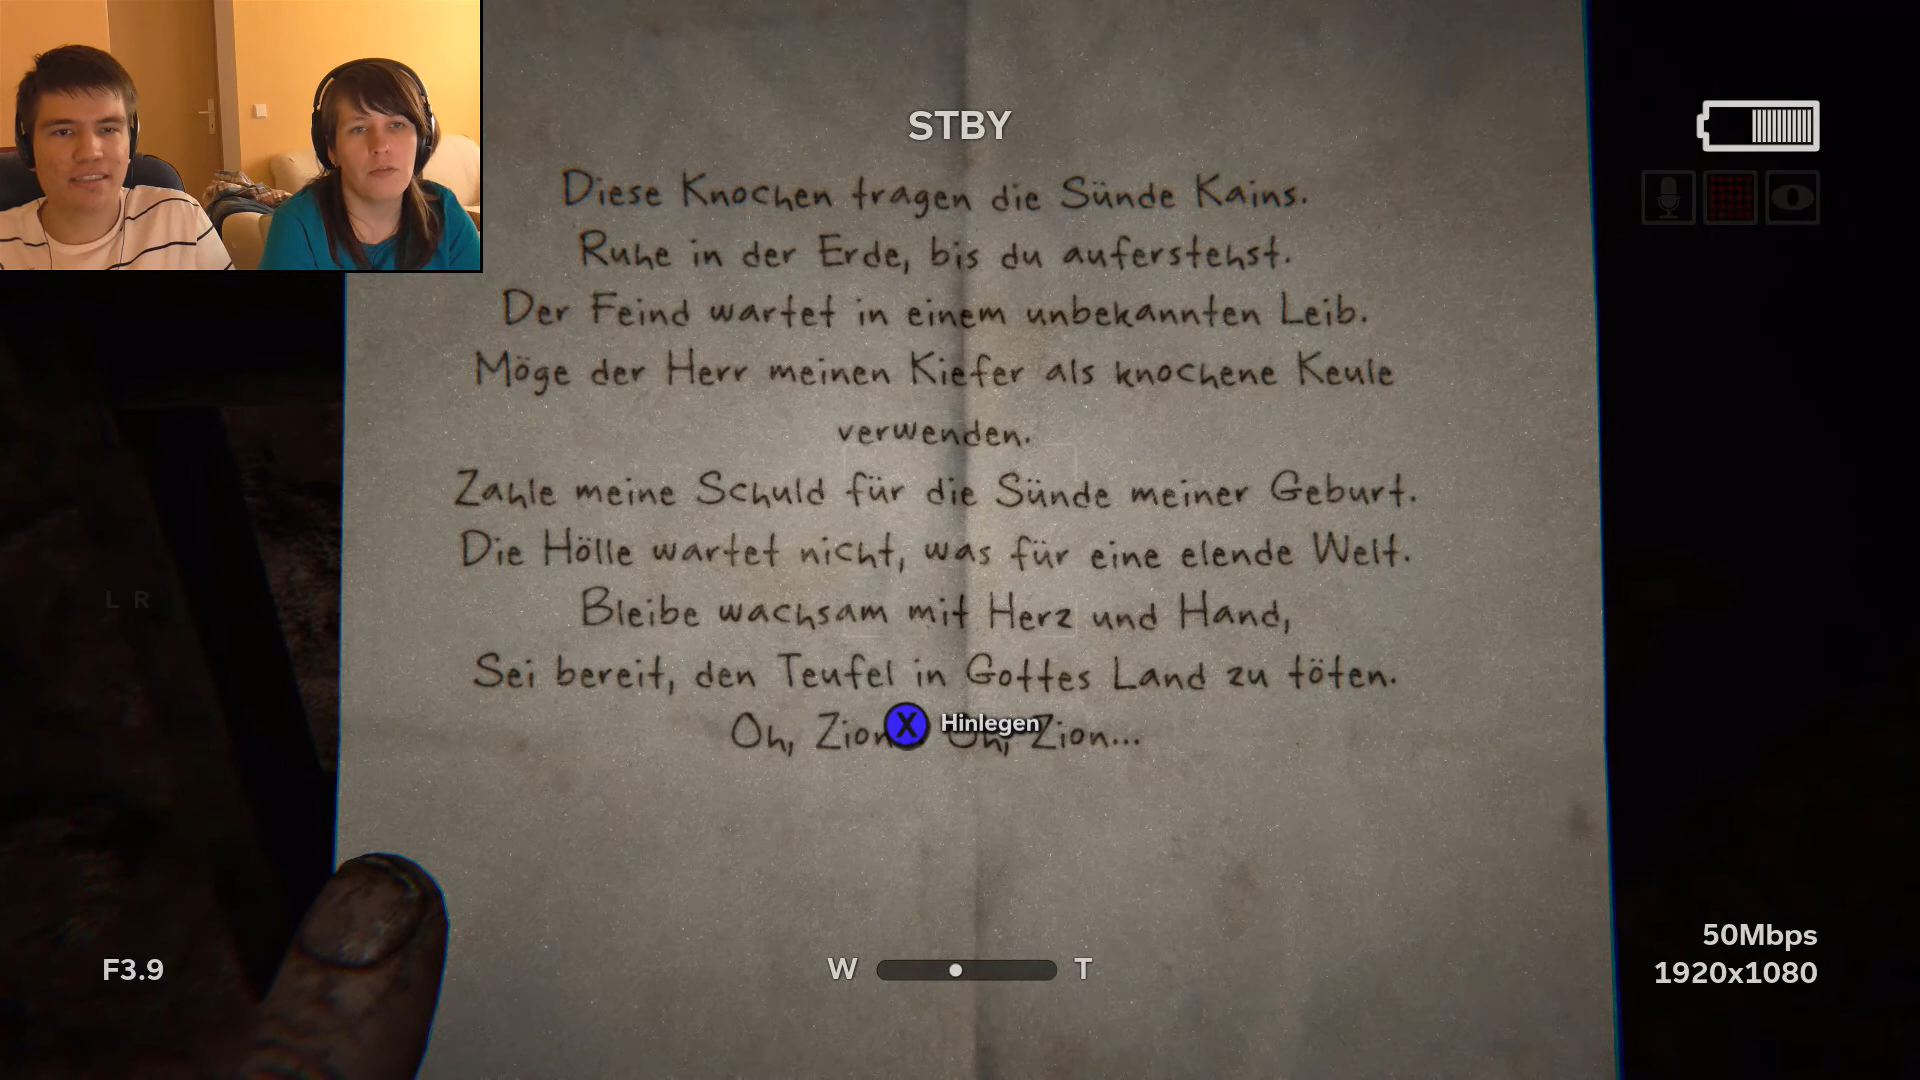 STBY
Diese Knochen tragen die Sünde Kains.
Ruhe in der Erde, bis du auferstehst.
Der Feind wartet in einem unbekannten Leib.
Möge der Herr meinen Kiefer als knochene Keule
verwenden.
Zahle meine Schuld für die Sünde meiner Geburt.
Die Hölle wartet nicht, was für eine elende Welt.
L R
Bleibe wachsam mit Herz und Hand,
Sei bereit, den Teufel in Gottes Land zu töten.
Oh, Zion Oh, Zion...
X Hinlegen
50Mbps
F3.9
W T
1920x1080